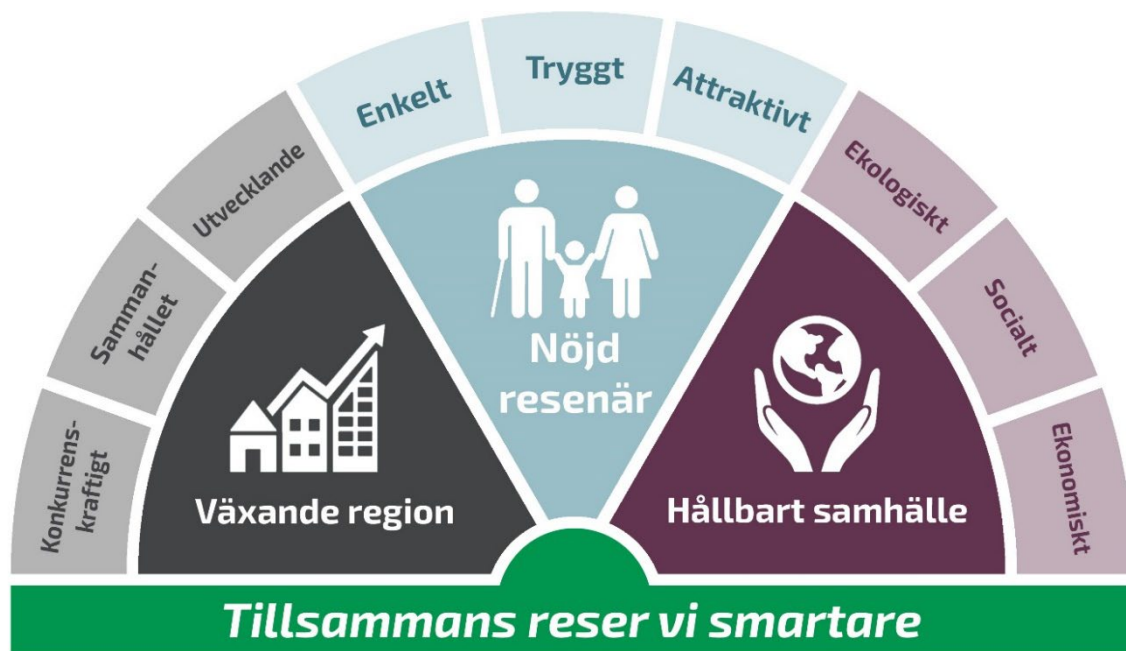 Enkelt
Tryggt
Attraktivt
Utvecklande
Samman-
hållet
Konkurrens-
kraftigt
Ekologiskt
Socialt
Ekonomiskt
Nöjd
resenär
Växande region
Hållbart samhälle
Tillsammans reser vi smartare